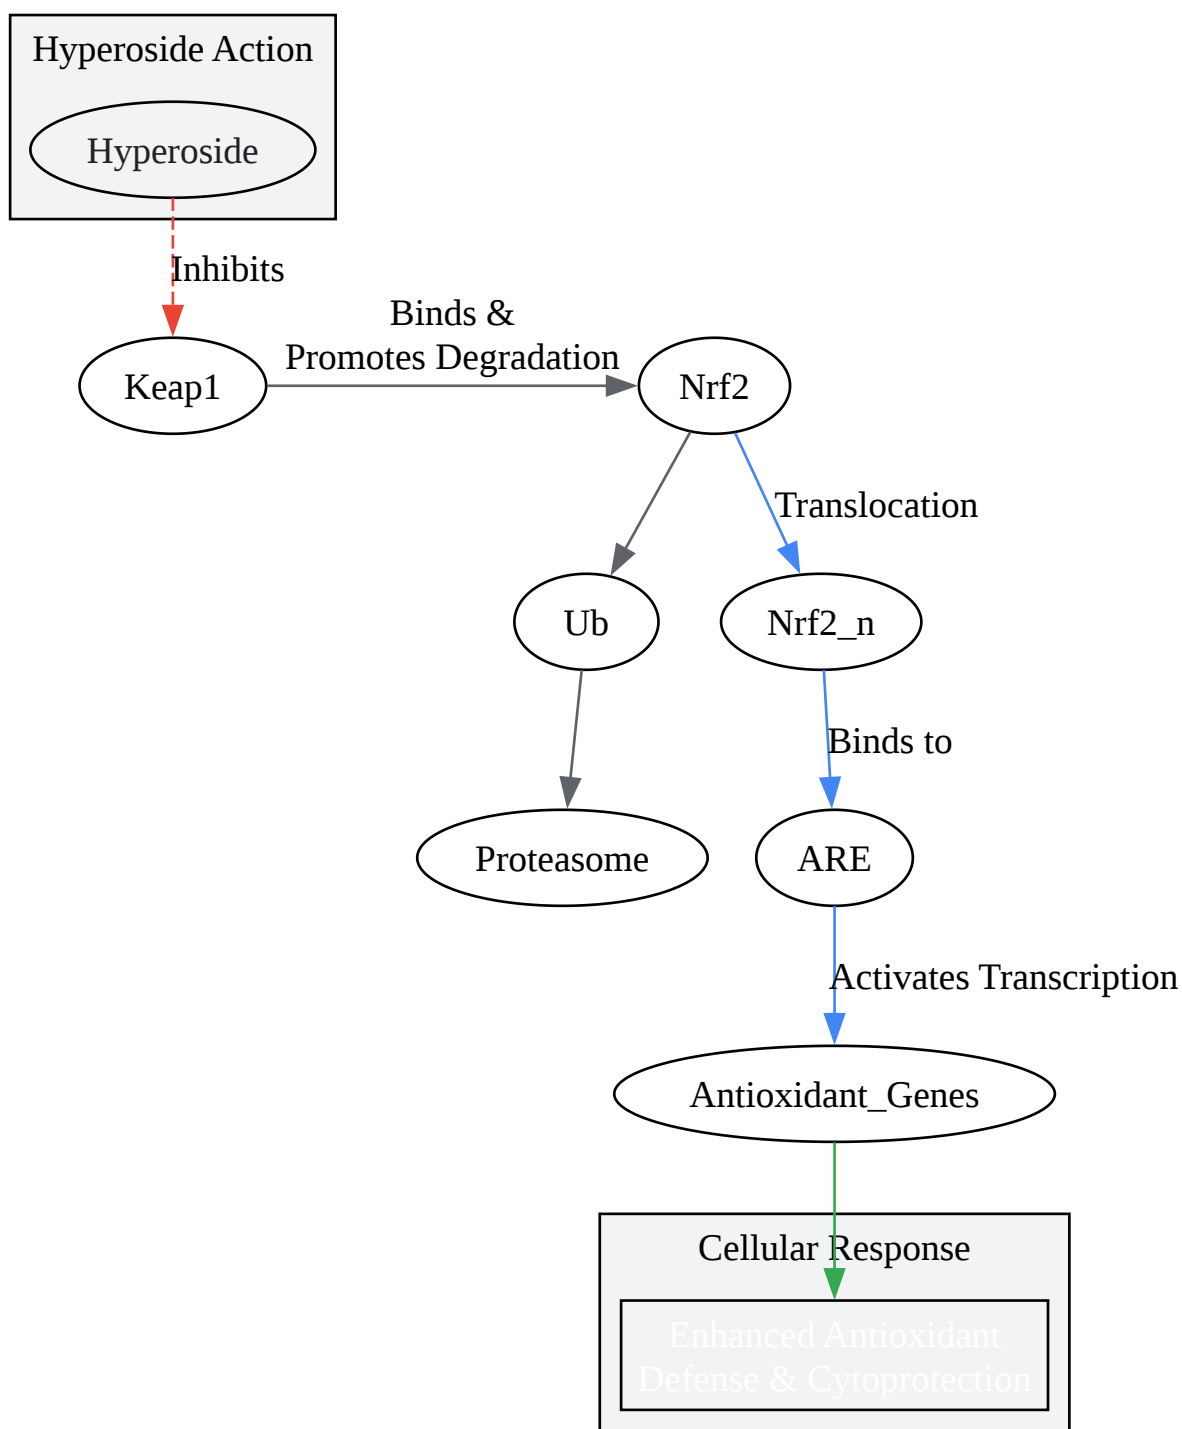 Hyperoside Action
Hyperoside
Inhibits
Binds &
Promotes Degradation
Keap1
Nrf2
Translocation
Ub
Nrf2_n
Binds to
Proteasome
ARE
Activates Transcription
Antioxidant_Genes
Cellular Response
Enhanced Antioxidant
Defense & Cytoprotection